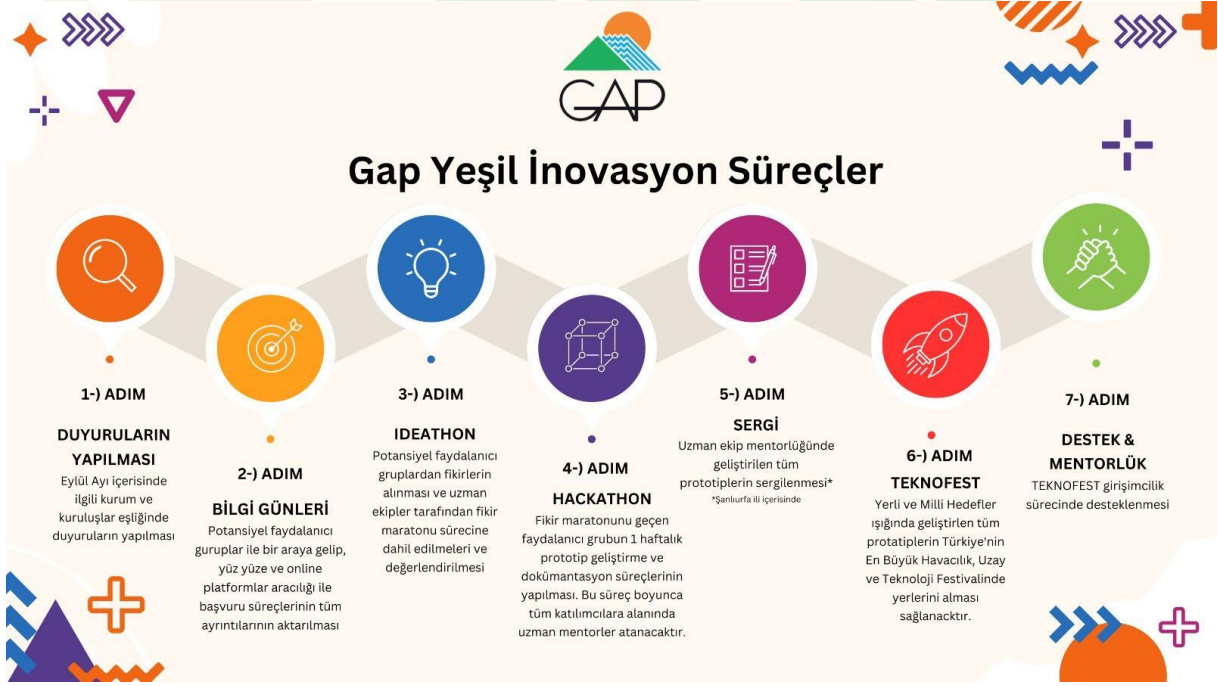 GAP
Gap Yeşil İnovasyon Süreçler
1-) ADIM
DUYURULARIN
YAPILMASI
Eylül Ayı içerisinde
ilgili kurum ve
kuruluşlar eşliğinde
duyuruların yapılması
2-) ADIM
BİLGİ GÜNLERİ
Potansiyel faydalanıcı
guruplar ile bir araya gelip,
yüz yüze ve online
platformlar aracılığı ile
başvuru süreçlerinin tüm
ayrıntılarının aktarılması
3-) ADIM
IDEATHON
Potansiyel faydalanıcı
gruplardan fikirlerin
alınması ve uzman
ekipler tarafından fikir
maratonu sürecine
dahil edilmeleri ve
değerlendirilmesi
4-) ADIM
HACKATHON
Fikir maratonunu geçen
faydalanıcı grubun 1 haftalık
prototip geliştirme ve
dokümantasyon süreçlerinin
yapılması. Bu süreç boyunca
tüm katılımcılara alanında
uzman mentorler atanacaktır.
5-) ADIM
SERGİ
Uzman ekip mentorlüğünde
geliştirilen tüm
prototiplerin sergilenmesi*
*Şanlıurfa ili içerisinde
6-) ADIM
TEKNOFEST
Yerli ve Milli Hedefler
ışığında geliştirlen tüm
protatiplerin Türkiye'nin
En Büyük Havacılık, Uzay
ve Teknoloji Festivalinde
yerlerini alması
sağlanacktır.
7-) ADIM
DESTEK &
MENTORLÜK
TEKNOFEST girişimcilik
sürecinde desteklenmesi